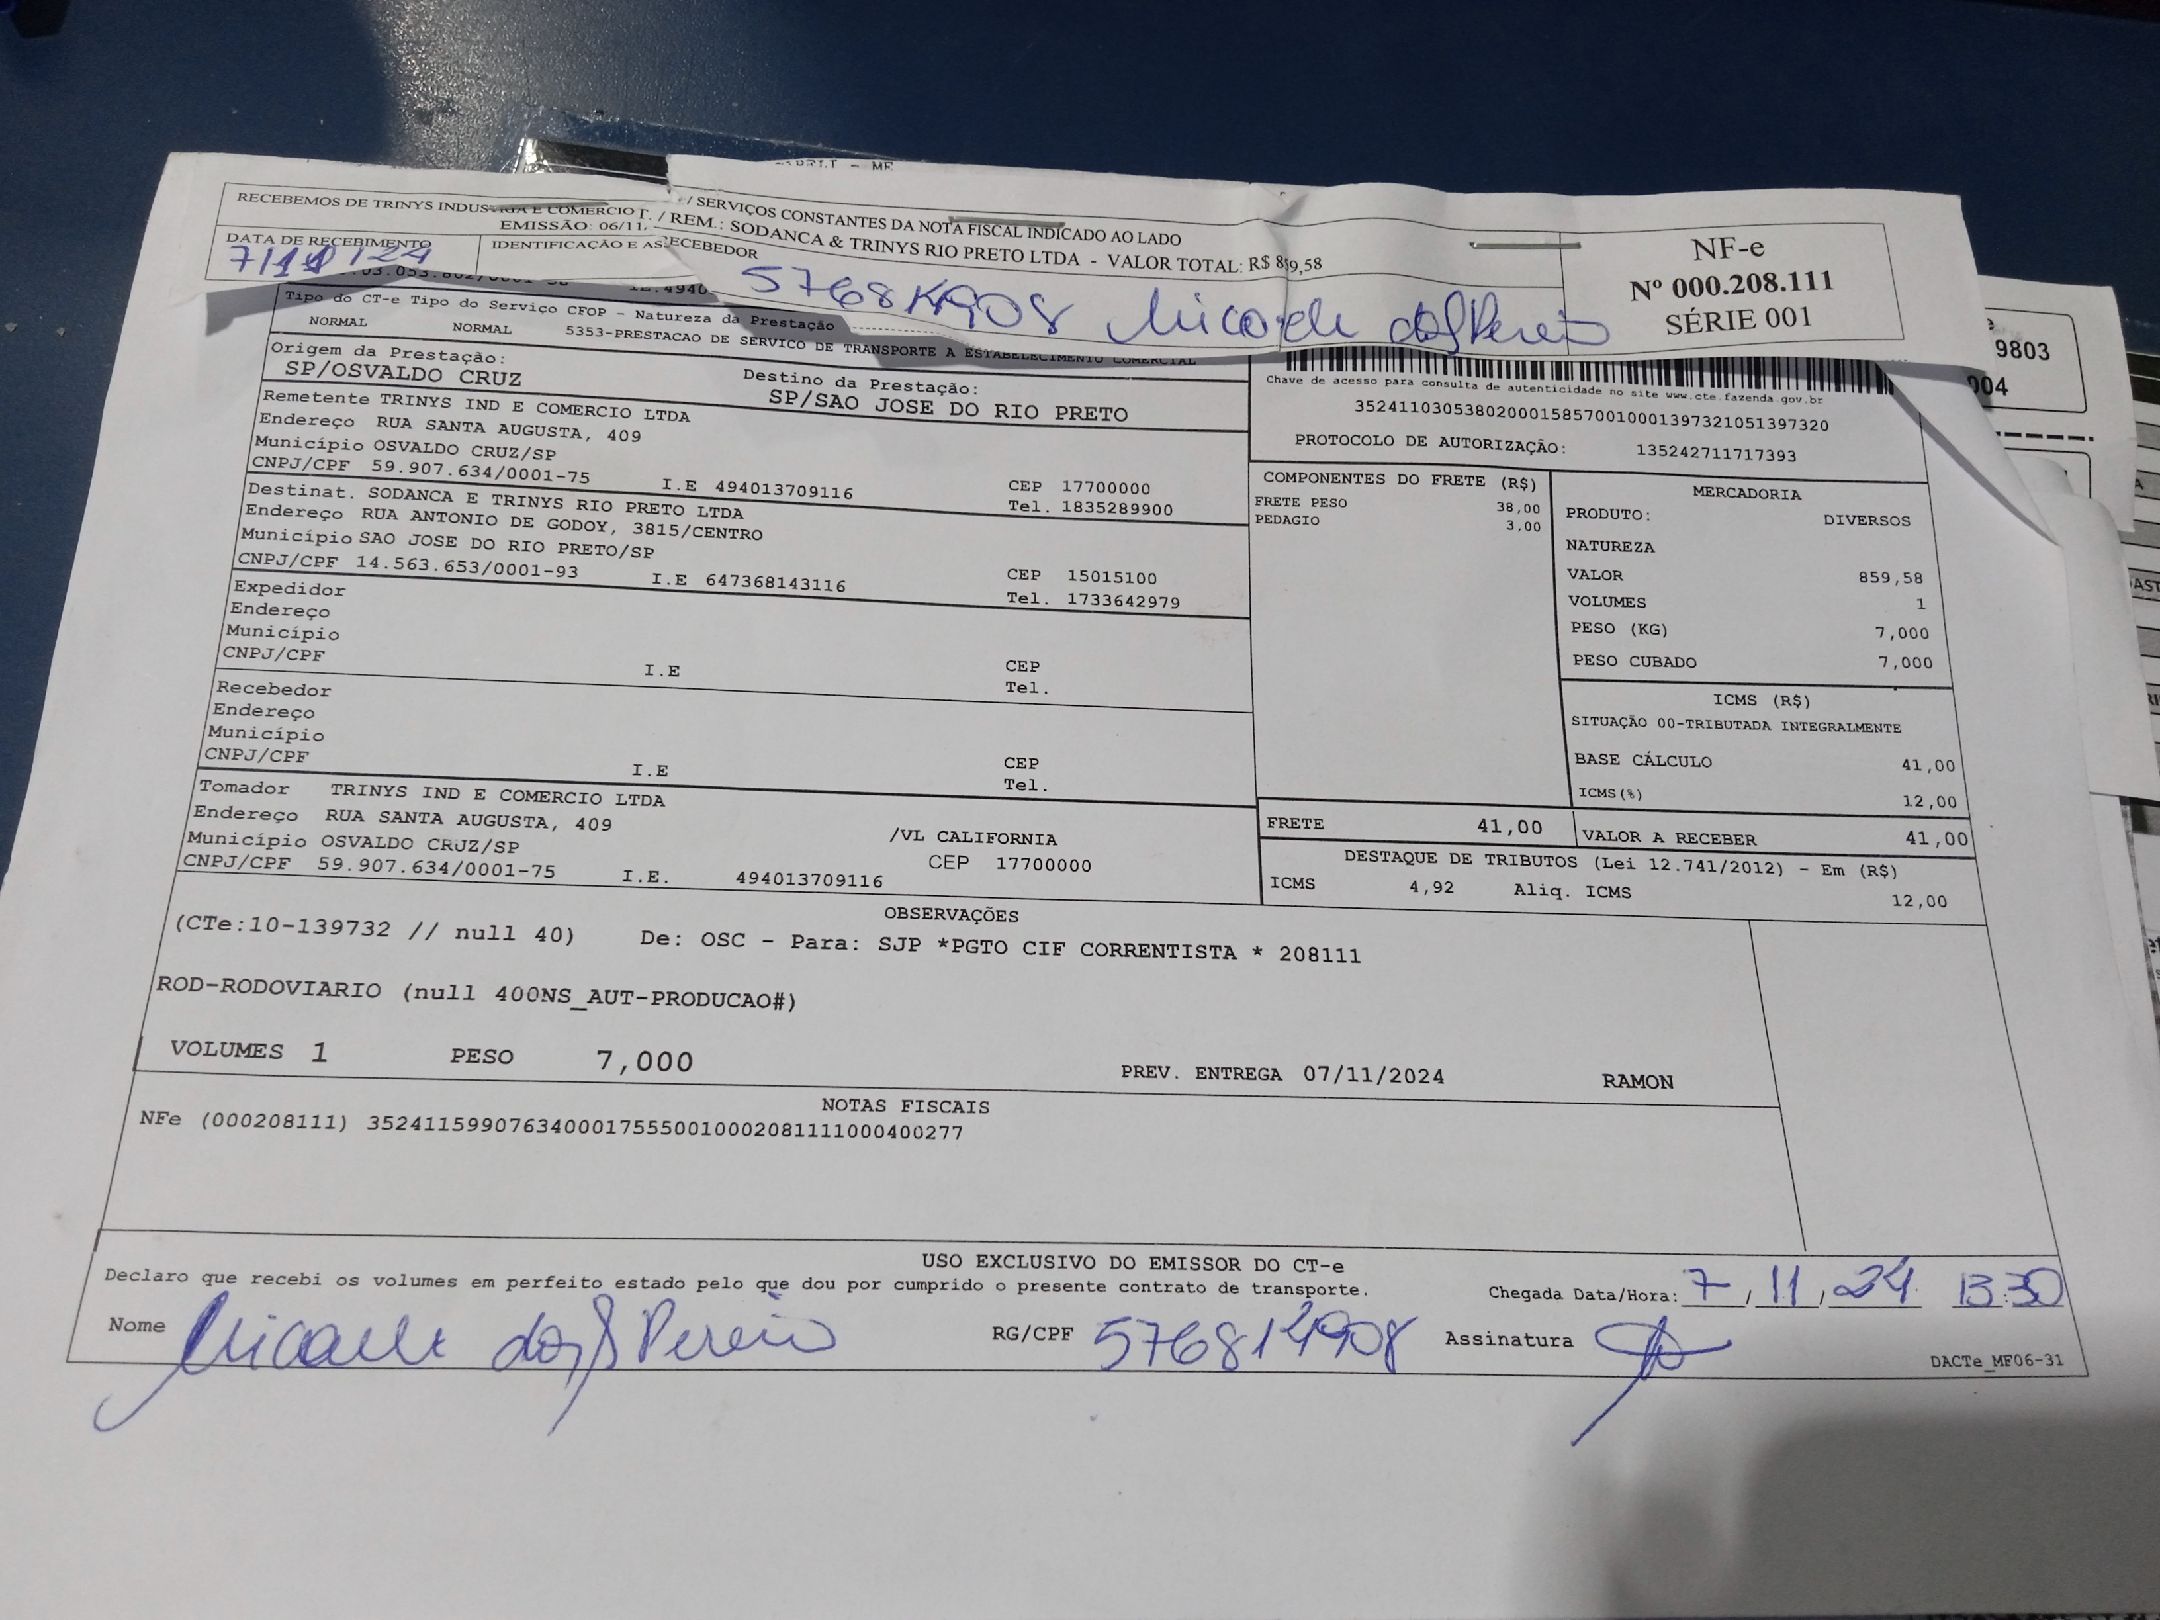 RECEBEMOS DE TRINYS INDUSTRIA E COMERCIO / SERVIÇOS CONSTANTES DA NOTA FISCAL INDICADO AO LADO
EMISSÃO: 06/11 / REM.: SODANCA & TRINYS RIO PRETO LTDA - VALOR TOTAL: R$ 859,58
DATA DE RECEBIMENTO
IDENTIFICAÇÃO E AS ECEBEDOR
7/11/24
576814908
NF-e
Nº 000.208.111
SÉRIE 001
9803
004
Tipo do CT-e Tipo do Serviço CFOP - Natureza da Prestação
NORMAL NORMAL 5353-PRESTACAO DE SERVICO DE TRANSPORTE A ESTABELECIMENTO COMERCIAL
Origem da Prestação:
SP/OSVALDO CRUZ
Destino da Prestação:
SP/SAO JOSE DO RIO PRETO
Remetente TRINYS IND E COMERCIO LTDA
Endereço RUA SANTA AUGUSTA, 409
Município OSVALDO CRUZ/SP
CNPJ/CPF 59.907.634/0001-75 I.E 494013709116
CEP 17700000
Tel. 1835289900
Destinat. SODANCA E TRINYS RIO PRETO LTDA
Endereço RUA ANTONIO DE GODOY, 3815/CENTRO
Município SAO JOSE DO RIO PRETO/SP
CNPJ/CPF 14.563.653/0001-93 I.E 647368143116
CEP 15015100
Tel. 1733642979
Expedidor
Endereço
Município
CNPJ/CPF I.E
CEP
Tel.
Recebedor
Endereço
Município
CNPJ/CPF I.E
CEP
Tel.
Tomador TRINYS IND E COMERCIO LTDA
Endereço RUA SANTA AUGUSTA, 409 /VL CALIFORNIA
Município OSVALDO CRUZ/SP CEP 17700000
CNPJ/CPF 59.907.634/0001-75 I.E. 494013709116
Chave de acesso para consulta de autenticidade no site www.cte.fazenda.gov.br
35241103053802000158570010001397321051397320
PROTOCOLO DE AUTORIZAÇÃO: 135242711717393
COMPONENTES DO FRETE (R$)
FRETE PESO 38,00
PEDAGIO 3,00
MERCADORIA
PRODUTO: DIVERSOS
NATUREZA
VALOR 859,58
VOLUMES 1
PESO (KG) 7,000
PESO CUBADO 7,000
ICMS (R$)
SITUAÇÃO 00-TRIBUTADA INTEGRALMENTE
BASE CÁLCULO 41,00
ICMS(%) 12,00
FRETE 41,00 VALOR A RECEBER 41,00
DESTAQUE DE TRIBUTOS (Lei 12.741/2012) - Em (R$)
ICMS 4,92 Aliq. ICMS 12,00
OBSERVAÇÕES
(CTe:10-139732 // null 40) De: OSC - Para: SJP *PGTO CIF CORRENTISTA * 208111
ROD-RODOVIARIO (null 400NS_AUT-PRODUCAO#)
VOLUMES 1 PESO 7,000 PREV. ENTREGA 07/11/2024 RAMON
NOTAS FISCAIS
NFe (000208111) 35241159907634000175550010002081111000400277
USO EXCLUSIVO DO EMISSOR DO CT-e
Declaro que recebi os volumes em perfeito estado pelo que dou por cumprido o presente contrato de transporte.
Chegada Data/Hora: 7/11/24 13:30
Nome
RG/CPF 576814908 Assinatura
DACTe_MF06-31